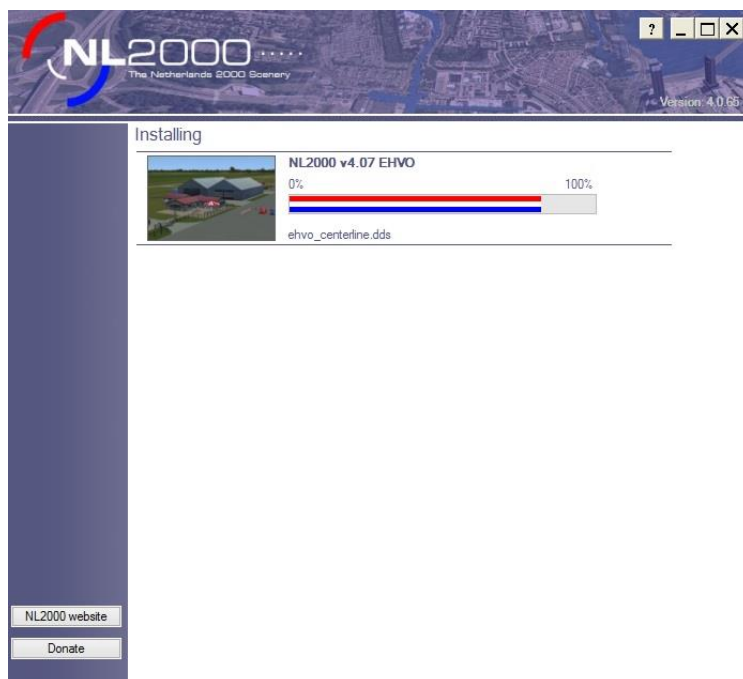 NL2000
The Netherlands 2000 Scenery
?
Version: 4.0.65
Installing
NL2000 v4.07 EHVO
0% 100%
ehvo_centerline.dds
NL2000 website
Donate